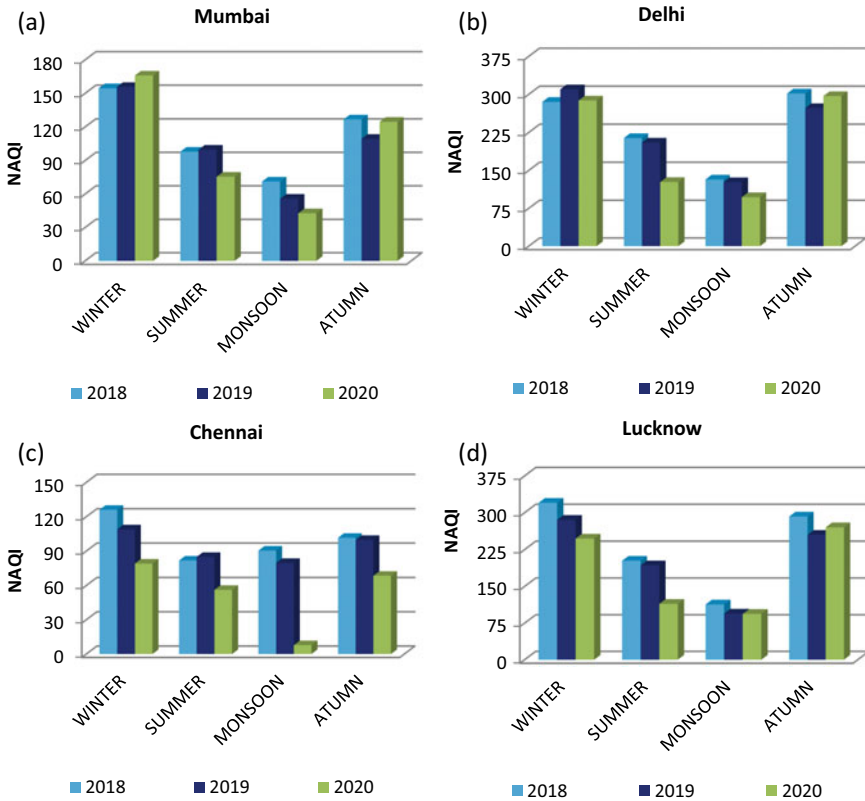 (a)
Mumbai
NAQI
180
150
120
90
60
30
0
WINTER
SUMMER
MONSOON
ATUMN
2018 2019 2020
(b)
Delhi
NAQI
375
300
225
150
75
0
WINTER
SUMMER
MONSOON
ATUMN
2018 2019 2020
(c)
Chennai
NAQI
150
120
90
60
30
0
WINTER
SUMMER
MONSOON
ATUMN
2018 2019 2020
(d)
Lucknow
NAQI
375
300
225
150
75
0
WINTER
SUMMER
MONSOON
ATUMN
2018 2019 2020